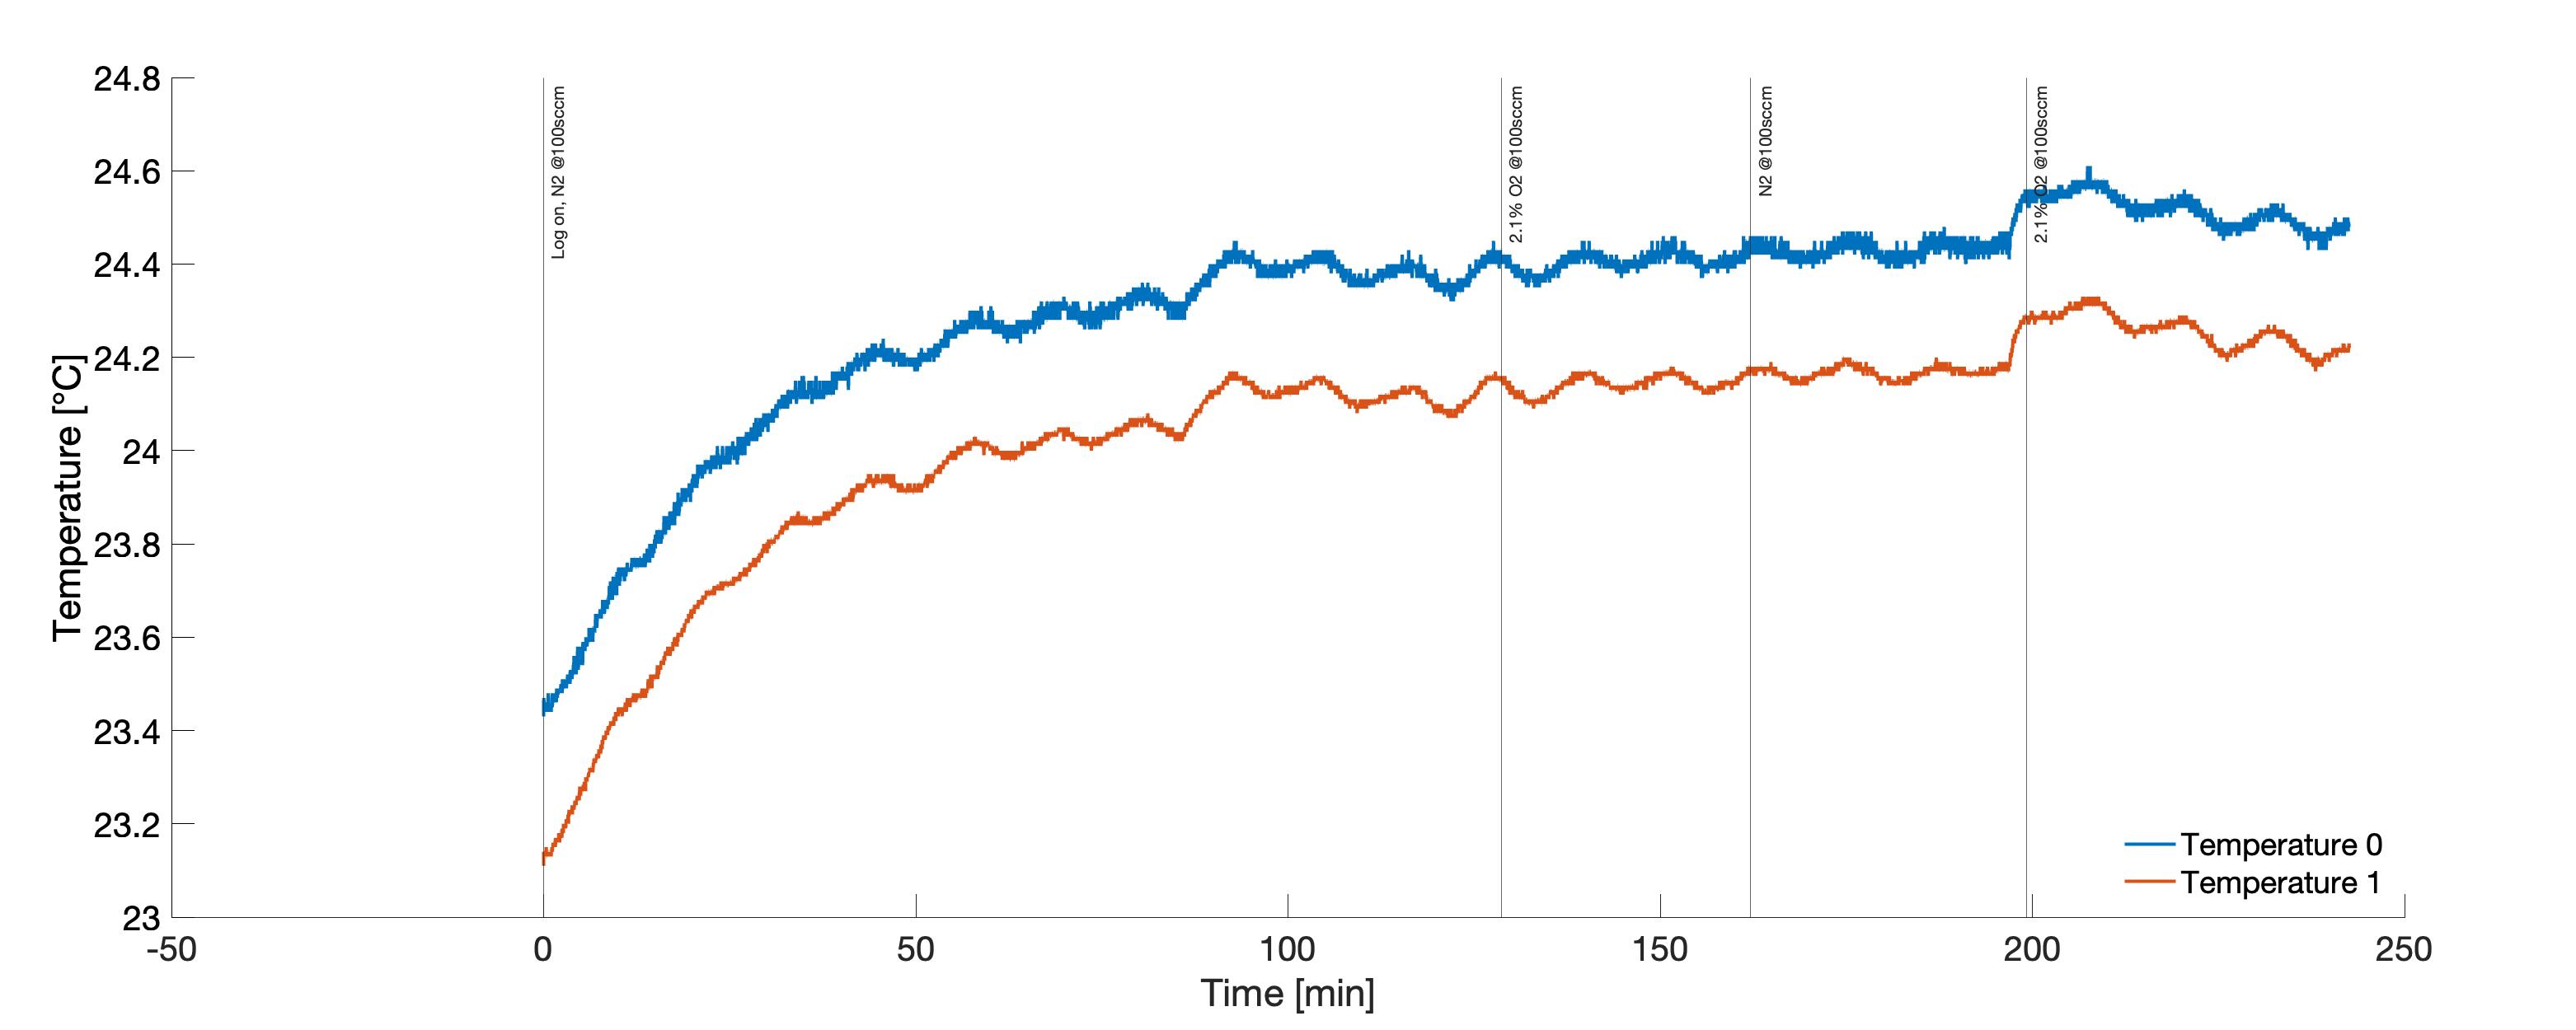 24.8
24.6
24.4
24.2
24
23.8
23.6
23.4
23.2
23
Temperature [°C]
-50
0
50
100
150
200
250
Time [min]
Log on, N2 @100sccm
2.1% O2 @100sccm
N2 @100sccm
2.1% O2 @100sccm
Temperature 0
Temperature 1